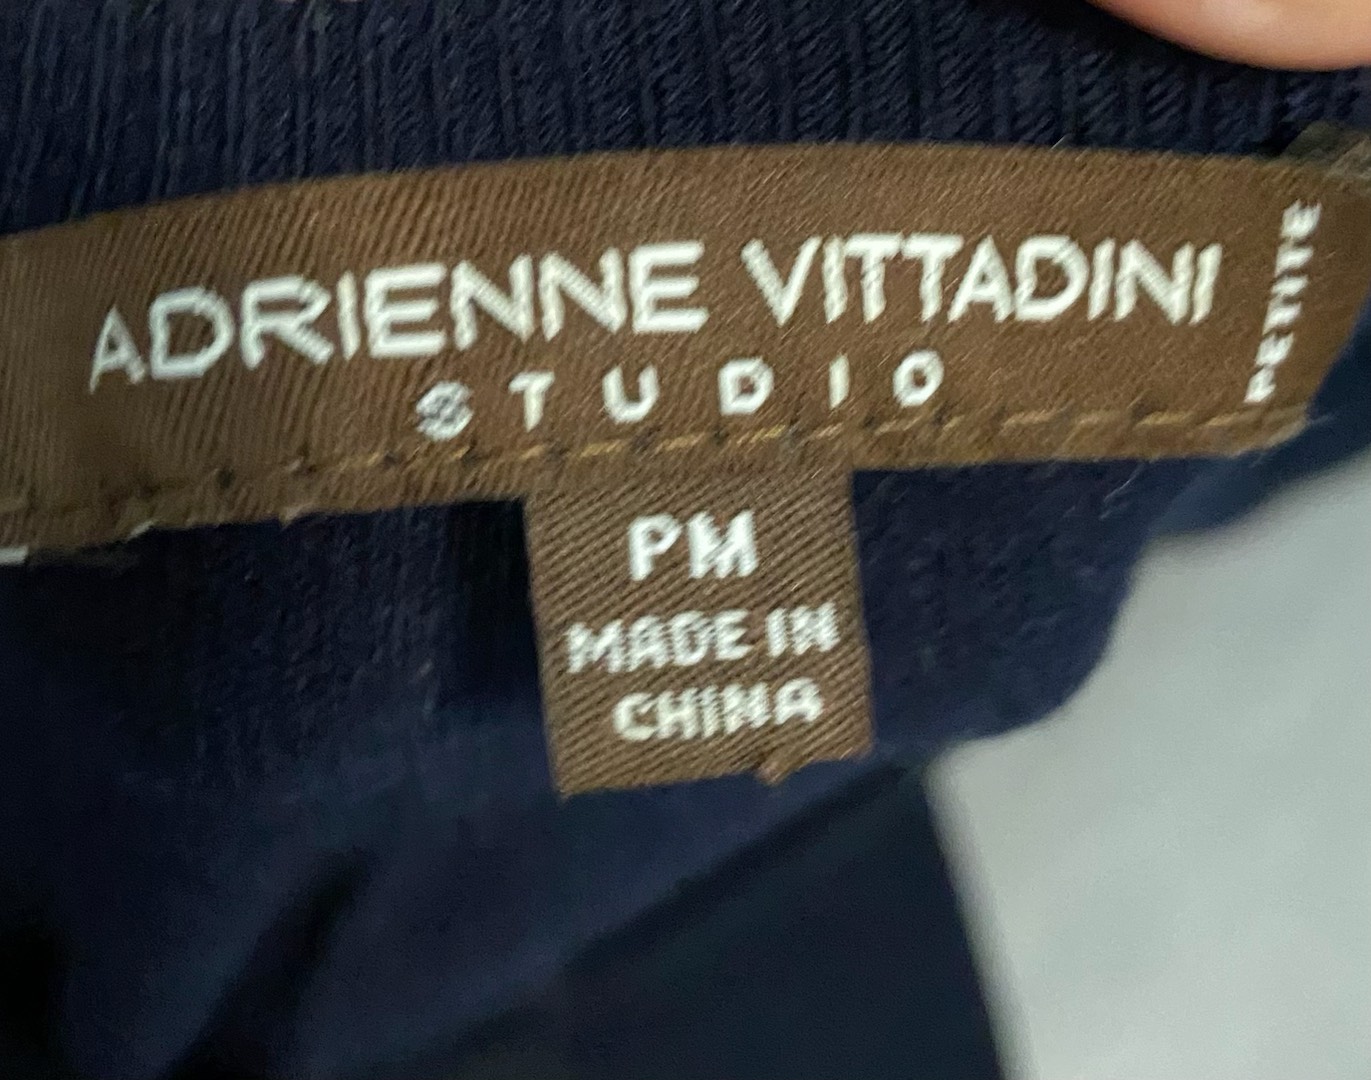 ADRIENNE VITTADINI
STUDIO
PETITE
PM
MADE IN
CHINA